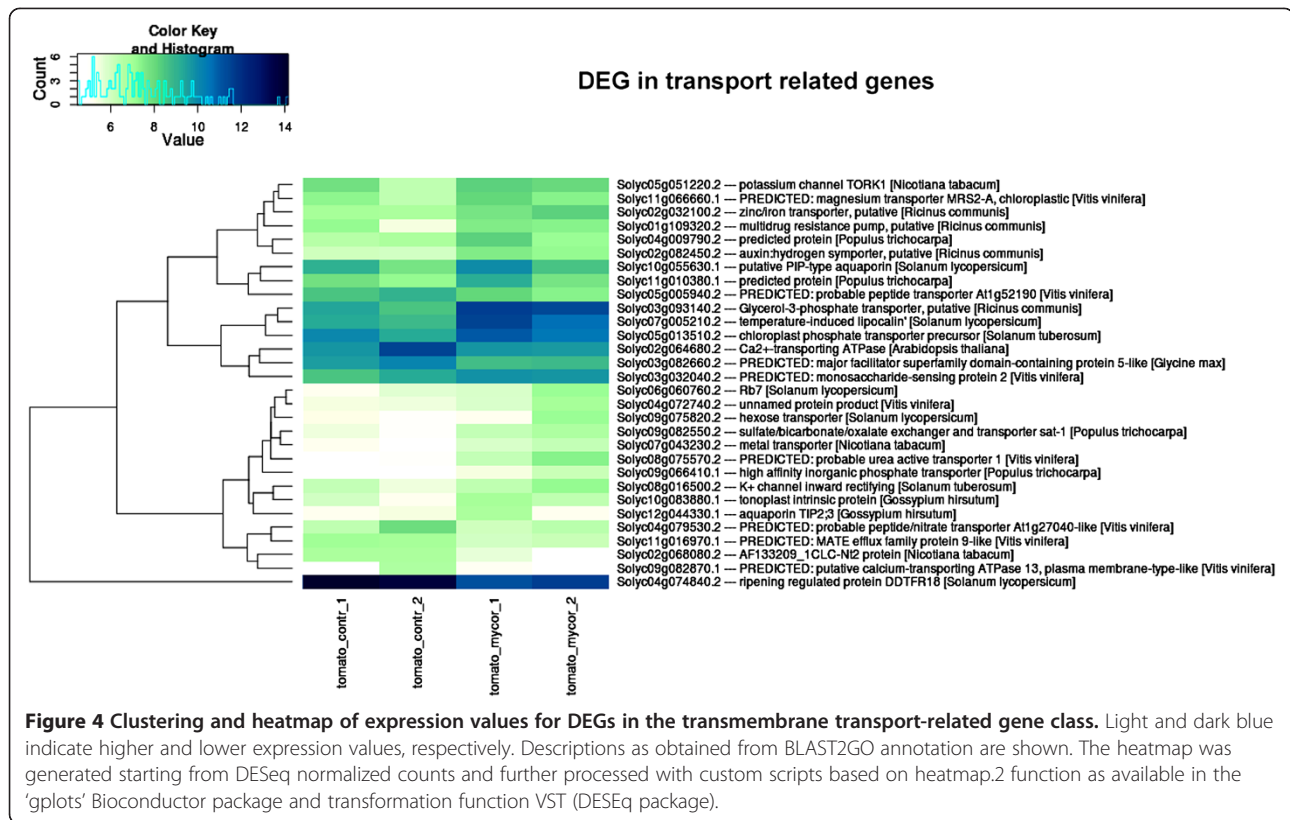 Color Key
and Histogram
Count
0 3 6
6 8 10 12 14
Value
DEG in transport related genes
Solyc05g051220.2 --- potassium channel TORK1 [Nicotiana tabacum]
Solyc11g066660.1 --- PREDICTED: magnesium transporter MRS2-A, chloroplastic [Vitis vinifera]
Solyc02g032100.2 --- zinc/iron transporter, putative [Ricinus communis]
Solyc01g109320.2 --- multidrug resistance pump, putative [Ricinus communis]
Solyc04g009790.2 --- predicted protein [Populus trichocarpa]
Solyc02g082450.2 --- auxin:hydrogen symporter, putative [Ricinus communis]
Solyc10g055630.1 --- putative PIP-type aquaporin [Solanum lycopersicum]
Solyc11g010380.1 --- predicted protein [Populus trichocarpa]
Solyc05g005940.2 --- PREDICTED: probable peptide transporter At1g52190 [Vitis vinifera]
Solyc03g093140.2 --- Glycerol-3-phosphate transporter, putative [Ricinus communis]
Solyc07g005210.2 --- temperature-induced lipocalin' [Solanum lycopersicum]
Solyc05g013510.2 --- chloroplast phosphate transporter precursor [Solanum tuberosum]
Solyc02g064680.2 --- Ca2+-transporting ATPase [Arabidopsis thaliana]
Solyc03g082660.2 --- PREDICTED: major facilitator superfamily domain-containing protein 5-like [Glycine max]
Solyc03g032040.2 --- PREDICTED: monosaccharide-sensing protein 2 [Vitis vinifera]
Solyc06g060760.2 --- Rb7 [Solanum lycopersicum]
Solyc04g072740.2 --- unnamed protein product [Vitis vinifera]
Solyc09g075820.2 --- hexose transporter [Solanum lycopersicum]
Solyc09g082550.2 --- sulfate/bicarbonate/oxalate exchanger and transporter sat-1 [Populus trichocarpa]
Solyc07g043230.2 --- metal transporter [Nicotiana tabacum]
Solyc08g075570.2 --- PREDICTED: probable urea active transporter 1 [Vitis vinifera]
Solyc09g066410.1 --- high affinity inorganic phosphate transporter [Populus trichocarpa]
Solyc08g016500.2 --- K+ channel inward rectifying [Solanum tuberosum]
Solyc10g083880.1 --- tonoplast intrinsic protein [Gossypium hirsutum]
Solyc12g044330.1 --- aquaporin TIP2;3 [Gossypium hirsutum]
Solyc04g079530.2 --- PREDICTED: probable peptide/nitrate transporter At1g27040-like [Vitis vinifera]
Solyc11g016970.1 --- PREDICTED: MATE efflux family protein 9-like [Vitis vinifera]
Solyc02g068080.2 --- AF133209_1CLC-Nt2 protein [Nicotiana tabacum]
Solyc09g082870.1 --- PREDICTED: putative calcium-transporting ATPase 13, plasma membrane-type-like [Vitis vinifera]
Solyc04g074840.2 --- ripening regulated protein DDTFR18 [Solanum lycopersicum]
tomato_contr_1
tomato_contr_2
tomato_mycor_1
tomato_mycor_2
Figure 4 Clustering and heatmap of expression values for DEGs in the transmembrane transport-related gene class. Light and dark blue
indicate higher and lower expression values, respectively. Descriptions as obtained from BLAST2GO annotation are shown. The heatmap was
generated starting from DESeq normalized counts and further processed with custom scripts based on heatmap.2 function as available in the
‘gplots’ Bioconductor package and transformation function VST (DESEq package).